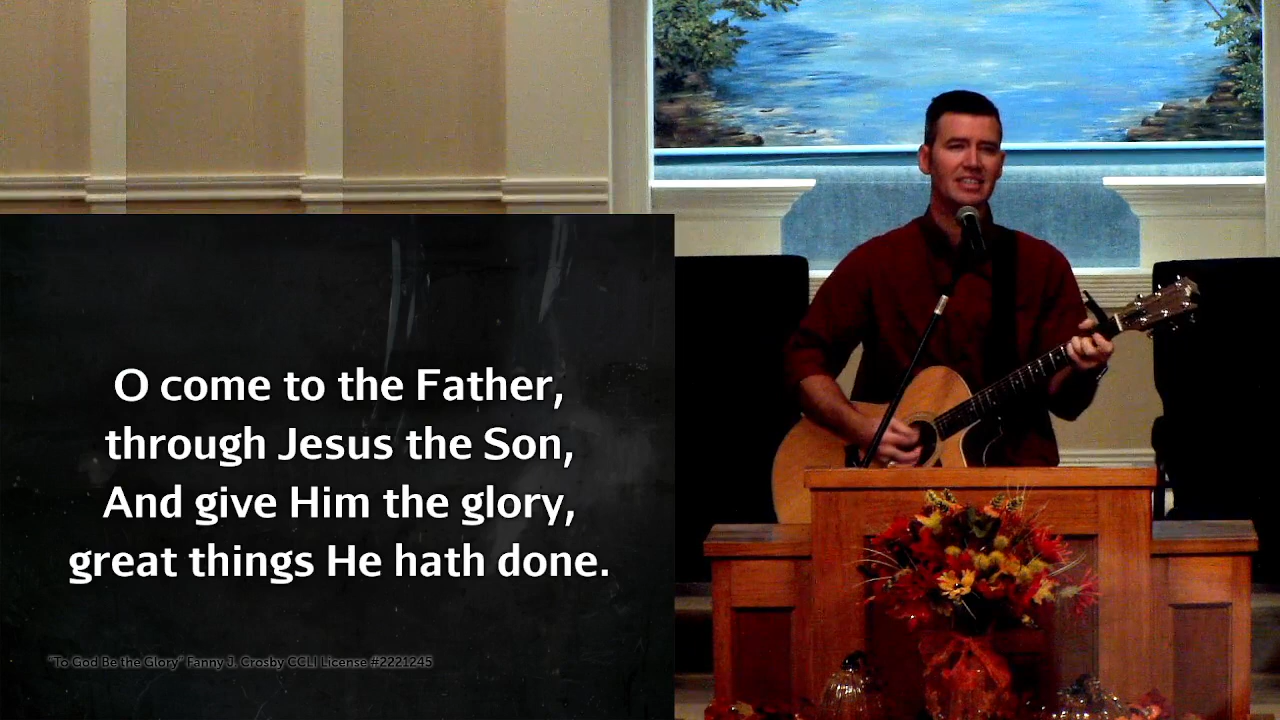 O come to the Father,
through Jesus the Son,
And give Him the glory,
great things He hath done.
"To God Be the Glory" Fanny J. Crosby CCLI License #2221245